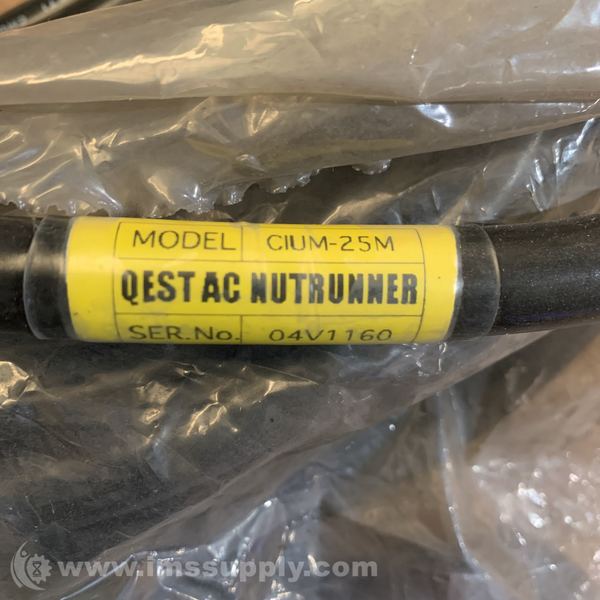 MODEL CIUM-25M
QEST AC NUTRUNNER
SER.No. 04V1160
www.imssupply.com